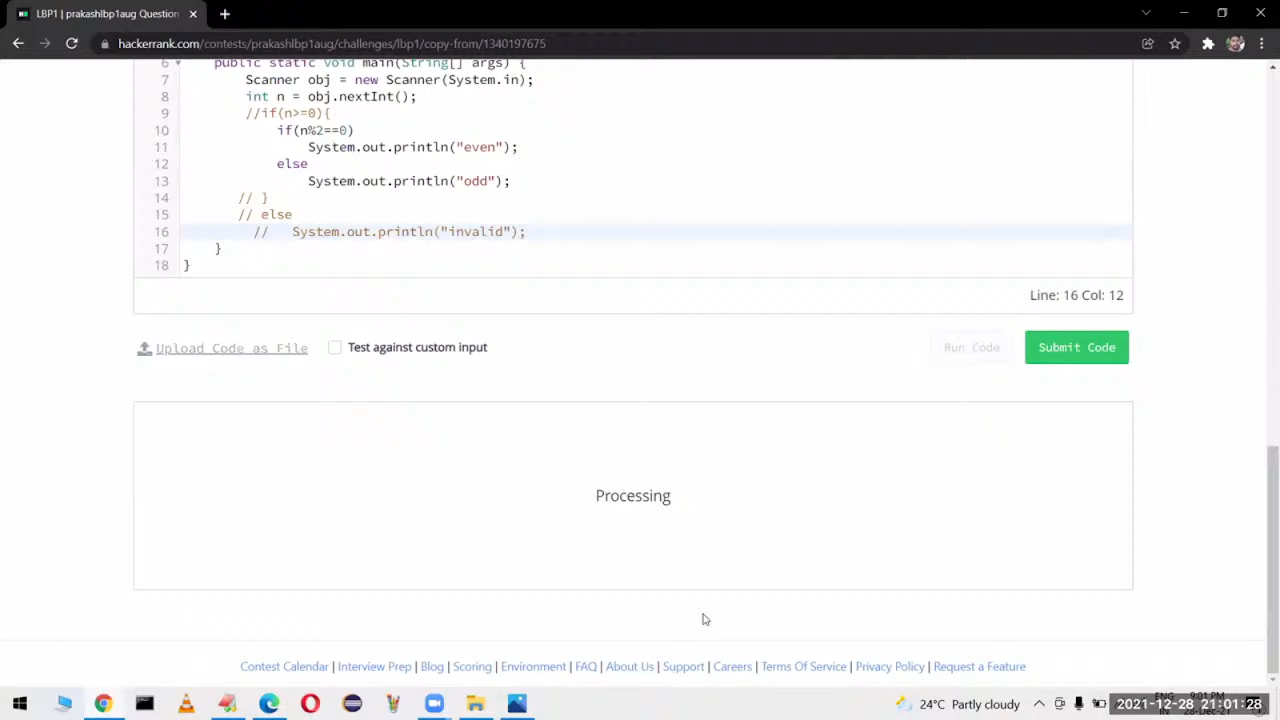 LBP1 | prakashlbp1aug Question
hackerrank.com/contests/prakashlbp1aug/challenges/lbp1/copy-from/1340197675
6 public static void main(String[] args) {
7 Scanner obj = new Scanner(System.in);
8 int n = obj.nextInt();
9 //if(n>=0){
10 if(n%2==0)
11 System.out.println("even");
12 else
13 System.out.println("odd");
14 // }
15 // else
16 // System.out.println("invalid");
17 }
18 }
Line: 16 Col: 12
Upload Code as File Test against custom input Run Code Submit Code
Processing
Contest Calendar | Interview Prep | Blog | Scoring | Environment | FAQ | About Us | Support | Careers | Terms Of Service | Privacy Policy | Request a Feature
24°C Partly cloudy
2021-12-28 21:01:28